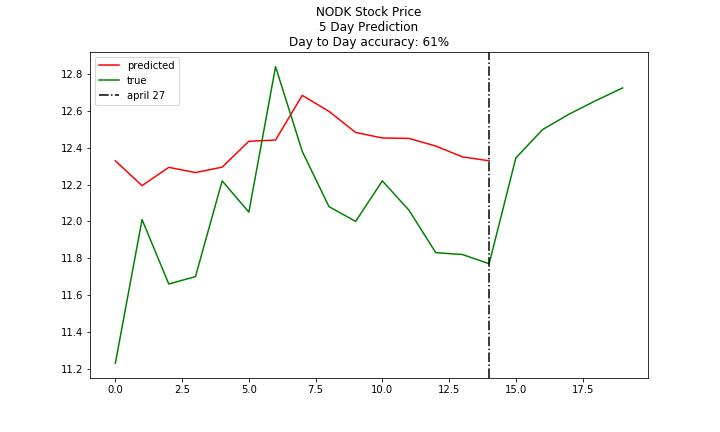 NODK Stock Price
5 Day Prediction
Day to Day accuracy: 61%
predicted
true
april 27
12.8
12.6
12.4
12.2
12.0
11.8
11.6
11.4
11.2
0.0 2.5 5.0 7.5 10.0 12.5 15.0 17.5